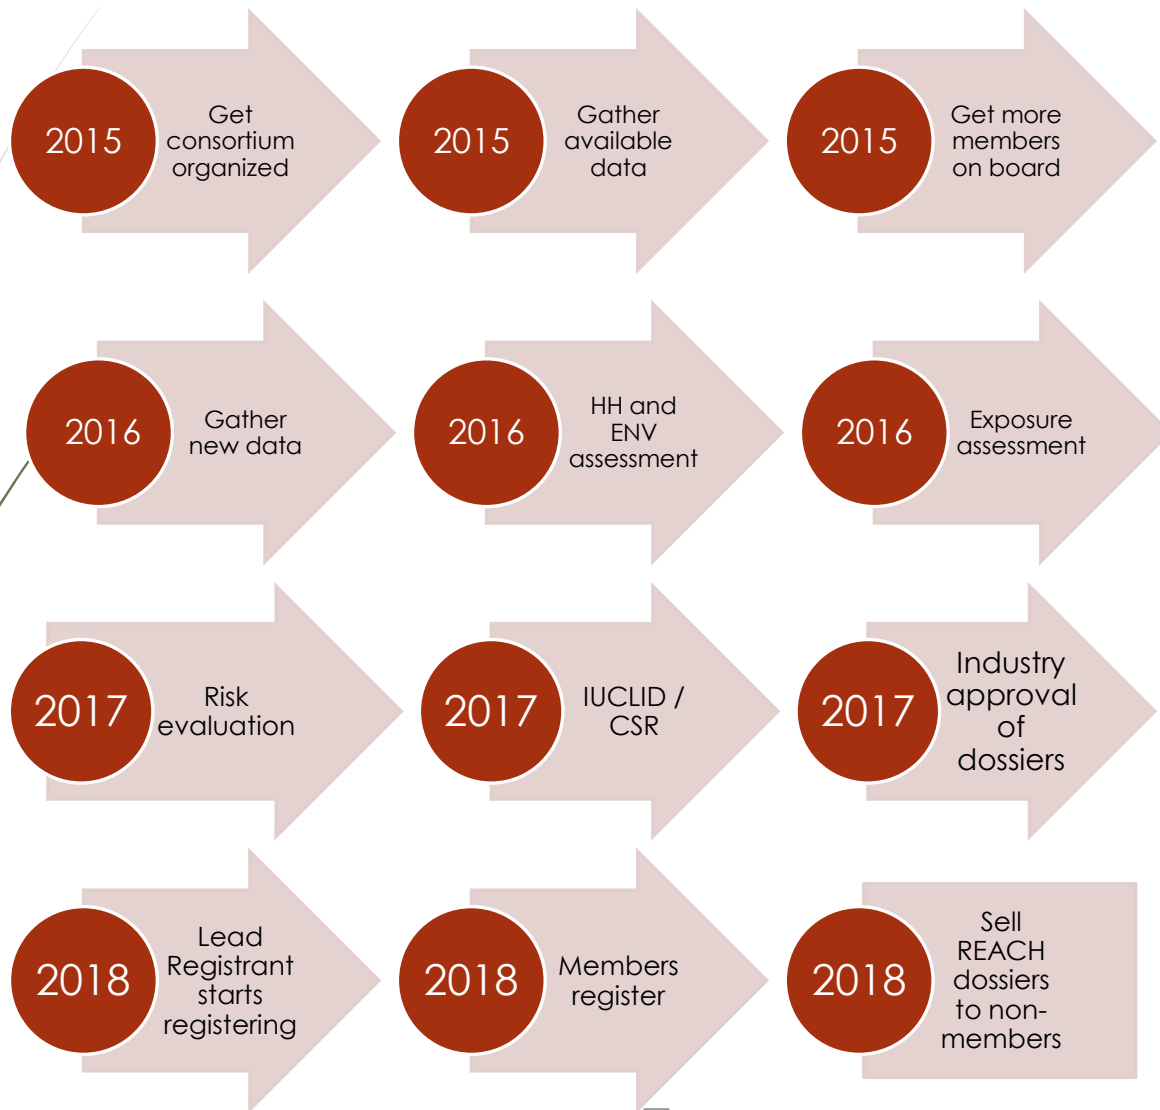 2015
Get
consortium
organized
2015
Gather
available
data
2015
Get more
members
on board
2016
Gather
new data
2016
HH and
ENV
assessment
2016
Exposure
assessment
2017
Risk
evaluation
2017
IUCLID /
CSR
2017
Industry
approval
of
dossiers
2018
Lead
Registrant
starts
registering
2018
Members
register
2018
Sell
REACH
dossiers
to non-
members